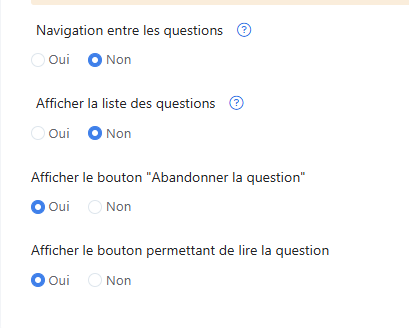 Navigation entre les questions ?
Oui Non
Afficher la liste des questions ?
Oui Non
Afficher le bouton "Abandonner la question"
Oui Non
Afficher le bouton permettant de lire la question
Oui Non